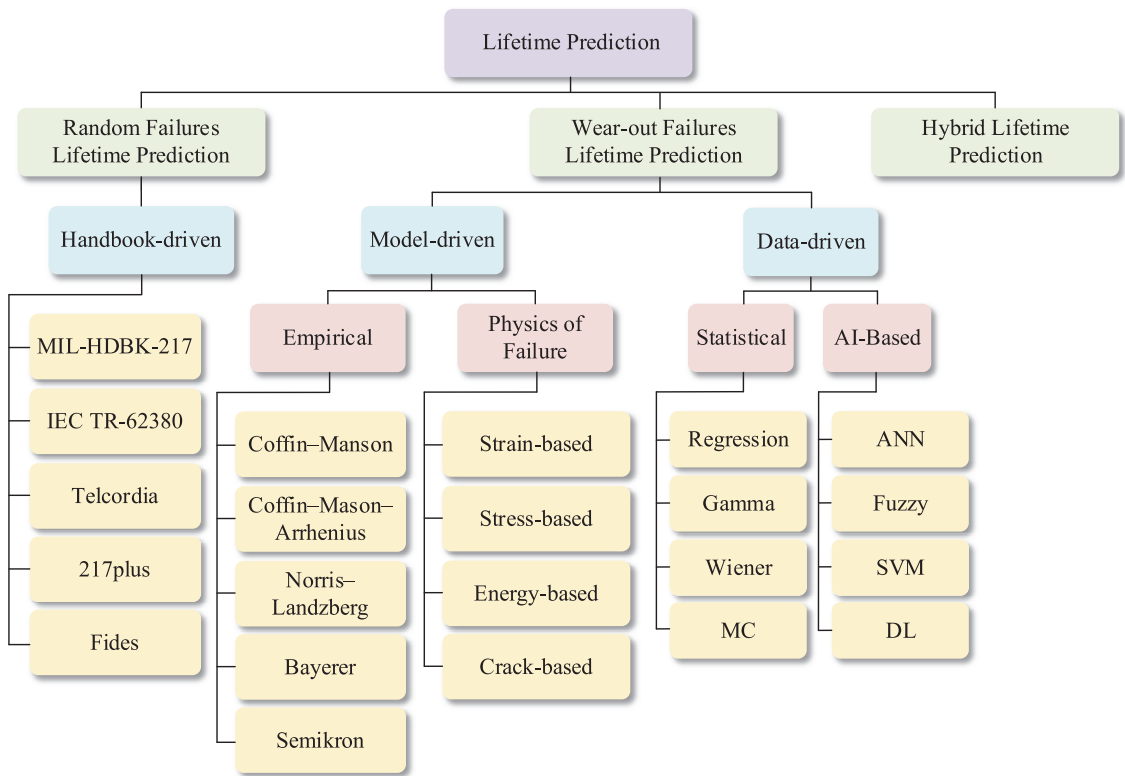 Lifetime Prediction
Random Failures
Lifetime Prediction
Wear-out Failures
Lifetime Prediction
Hybrid Lifetime
Prediction
Handbook-driven
Model-driven
Data-driven
MIL-HDBK-217
IEC TR-62380
Telcordia
217plus
Fides
Empirical
Coffin–Manson
Coffin–Mason–
Arrhenius
Norris–
Landzberg
Bayerer
Semikron
Physics of
Failure
Strain-based
Stress-based
Energy-based
Crack-based
Statistical
Regression
Gamma
Wiener
MC
AI-Based
ANN
Fuzzy
SVM
DL